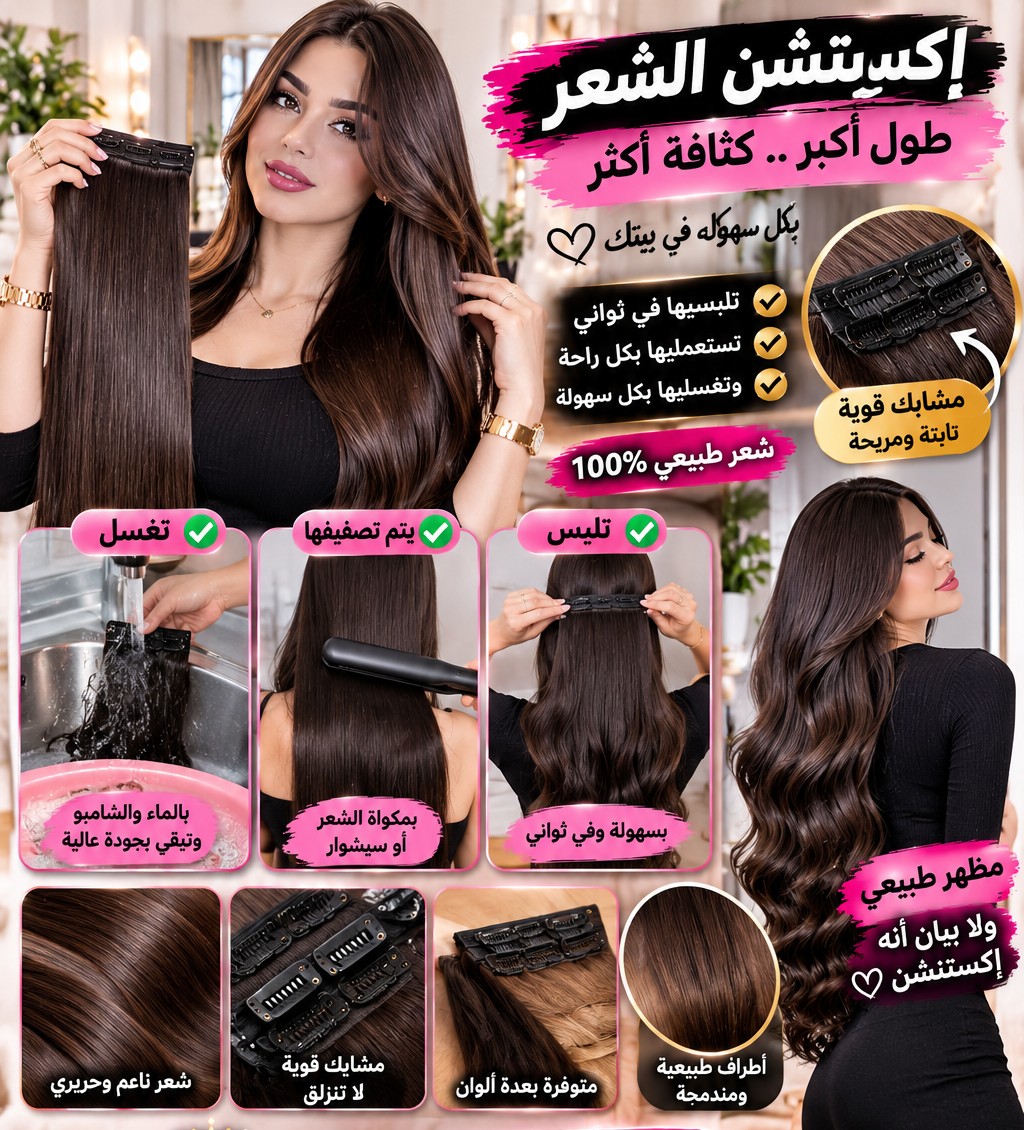 إكسيتشن الشعر
طول أكبر .. كثافة أكثر
بكل سهوله في بيتك
تلبسيها في ثواني
تستعمليها بكل راحة
وتغسليها بكل سهولة
مشابك قوية
تابتة ومريحة
شعر طبيعي 100%
تليس
بسهولة وفي ثواني
يتم تصفيفها
بمكواة الشعر
أو سيشوار
تغسل
بالماء والشامبو
وتبقي بجودة عالية
مظهر طبيعي
ولا بيان أنه
إكستنشن
أطراف طبيعية
ومندمجة
متوفرة بعدة ألوان
مشابك قوية
لا تنزلق
شعر ناعم وحريري